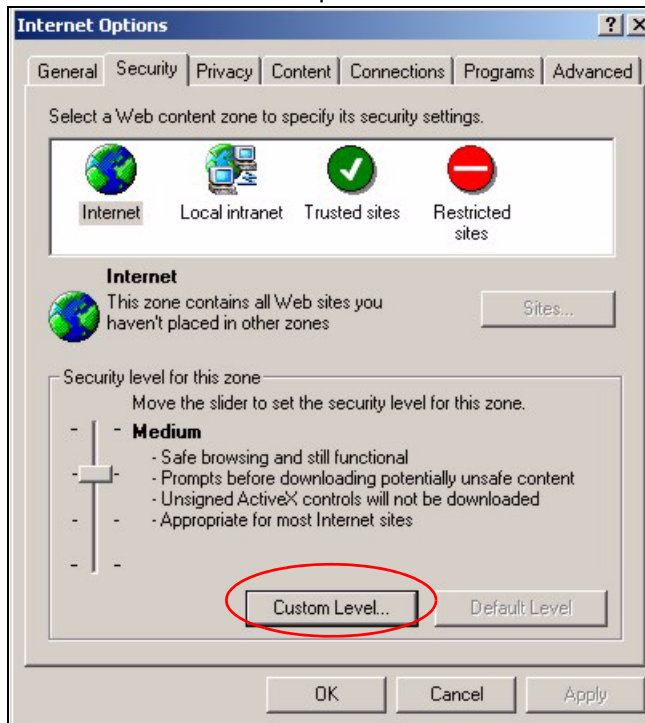 Internet Options
General Security Privacy Content Connections Programs Advanced
Select a Web content zone to specify its security settings.
Internet Local intranet Trusted sites Restricted
sites
Internet
This zone contains all Web sites you
haven't placed in other zones
Sites...
Security level for this zone
Move the slider to set the security level for this zone.
Medium
- Safe browsing and still functional
- Prompts before downloading potentially unsafe content
- Unsigned ActiveX controls will not be downloaded
- Appropriate for most Internet sites
Custom Level... Default Level
OK Cancel Apply